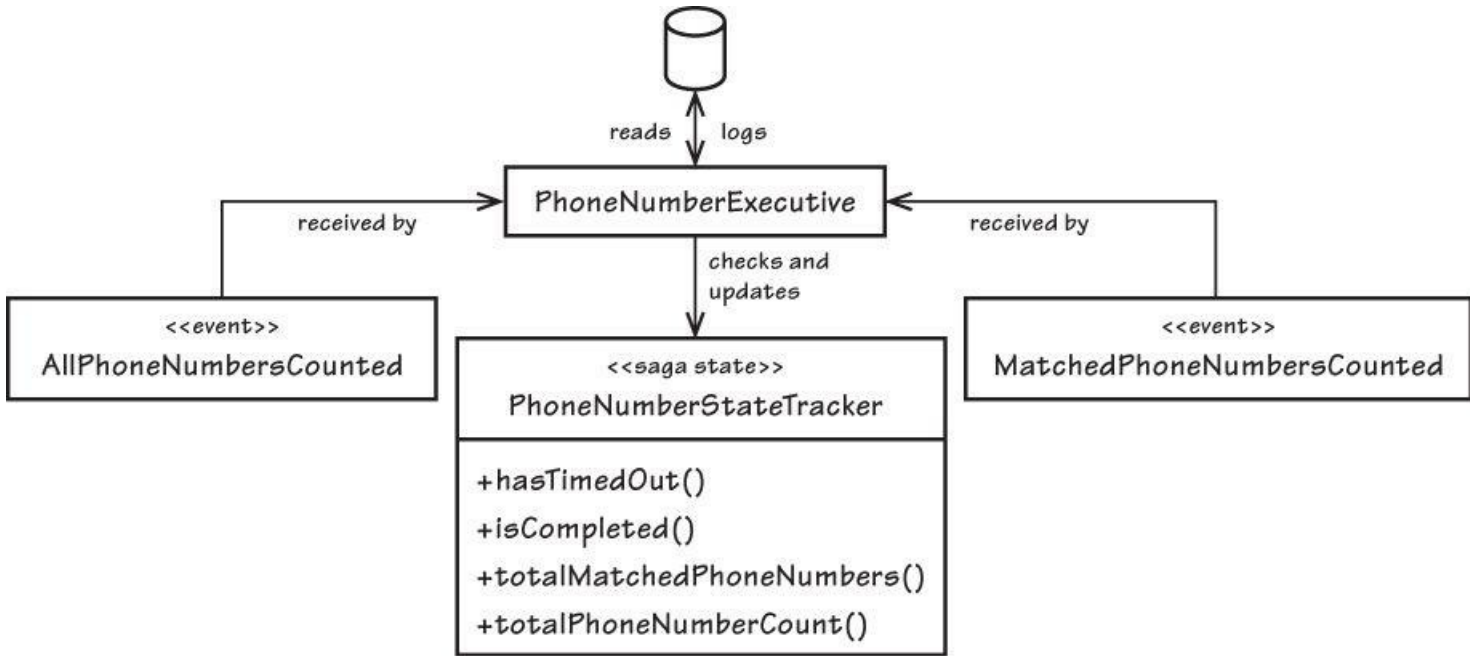 reads
logs
PhoneNumberExecutive
received by
received by
checks and
updates
<<event>>
AllPhoneNumbersCounted
<<saga state>>
PhoneNumberStateTracker
+hasTimedOut()
+isCompleted()
+totalMatchedPhoneNumbers()
+totalPhoneNumberCount()
<<event>>
MatchedPhoneNumbersCounted